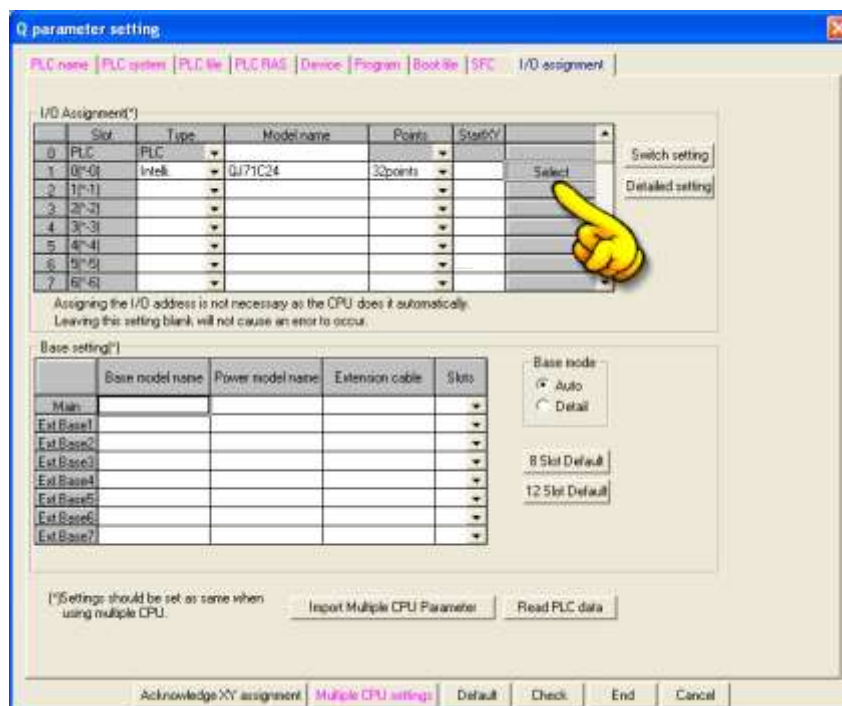 Q parameter setting
PLC name PLC system PLC file PLC RAS Device Program Boot file SFC I/O assignment
I/O Assignment(*)
Slot Type Model name Points StartXY
0 PLC PLC
1 0(*-0) Intelli. QJ71C24 32points Select
2 1(*-1)
3 2(*-2)
4 3(*-3)
5 4(*-4)
6 5(*-5)
7 6(*-6)
Switch setting
Detailed setting
Assigning the I/O address is not necessary as the CPU does it automatically.
Leaving this setting blank will not cause an error to occur.
Base setting(*)
Base model name Power model name Extension cable Slots
Main
Ext.Base1
Ext.Base2
Ext.Base3
Ext.Base4
Ext.Base5
Ext.Base6
Ext.Base7
Base mode
Auto
Detail
8 Slot Default
12 Slot Default
(*)Settings should be set as same when
using multiple CPU.
Import Multiple CPU Parameter Read PLC data
Acknowledge XY assignment Multiple CPU settings Default Check End Cancel